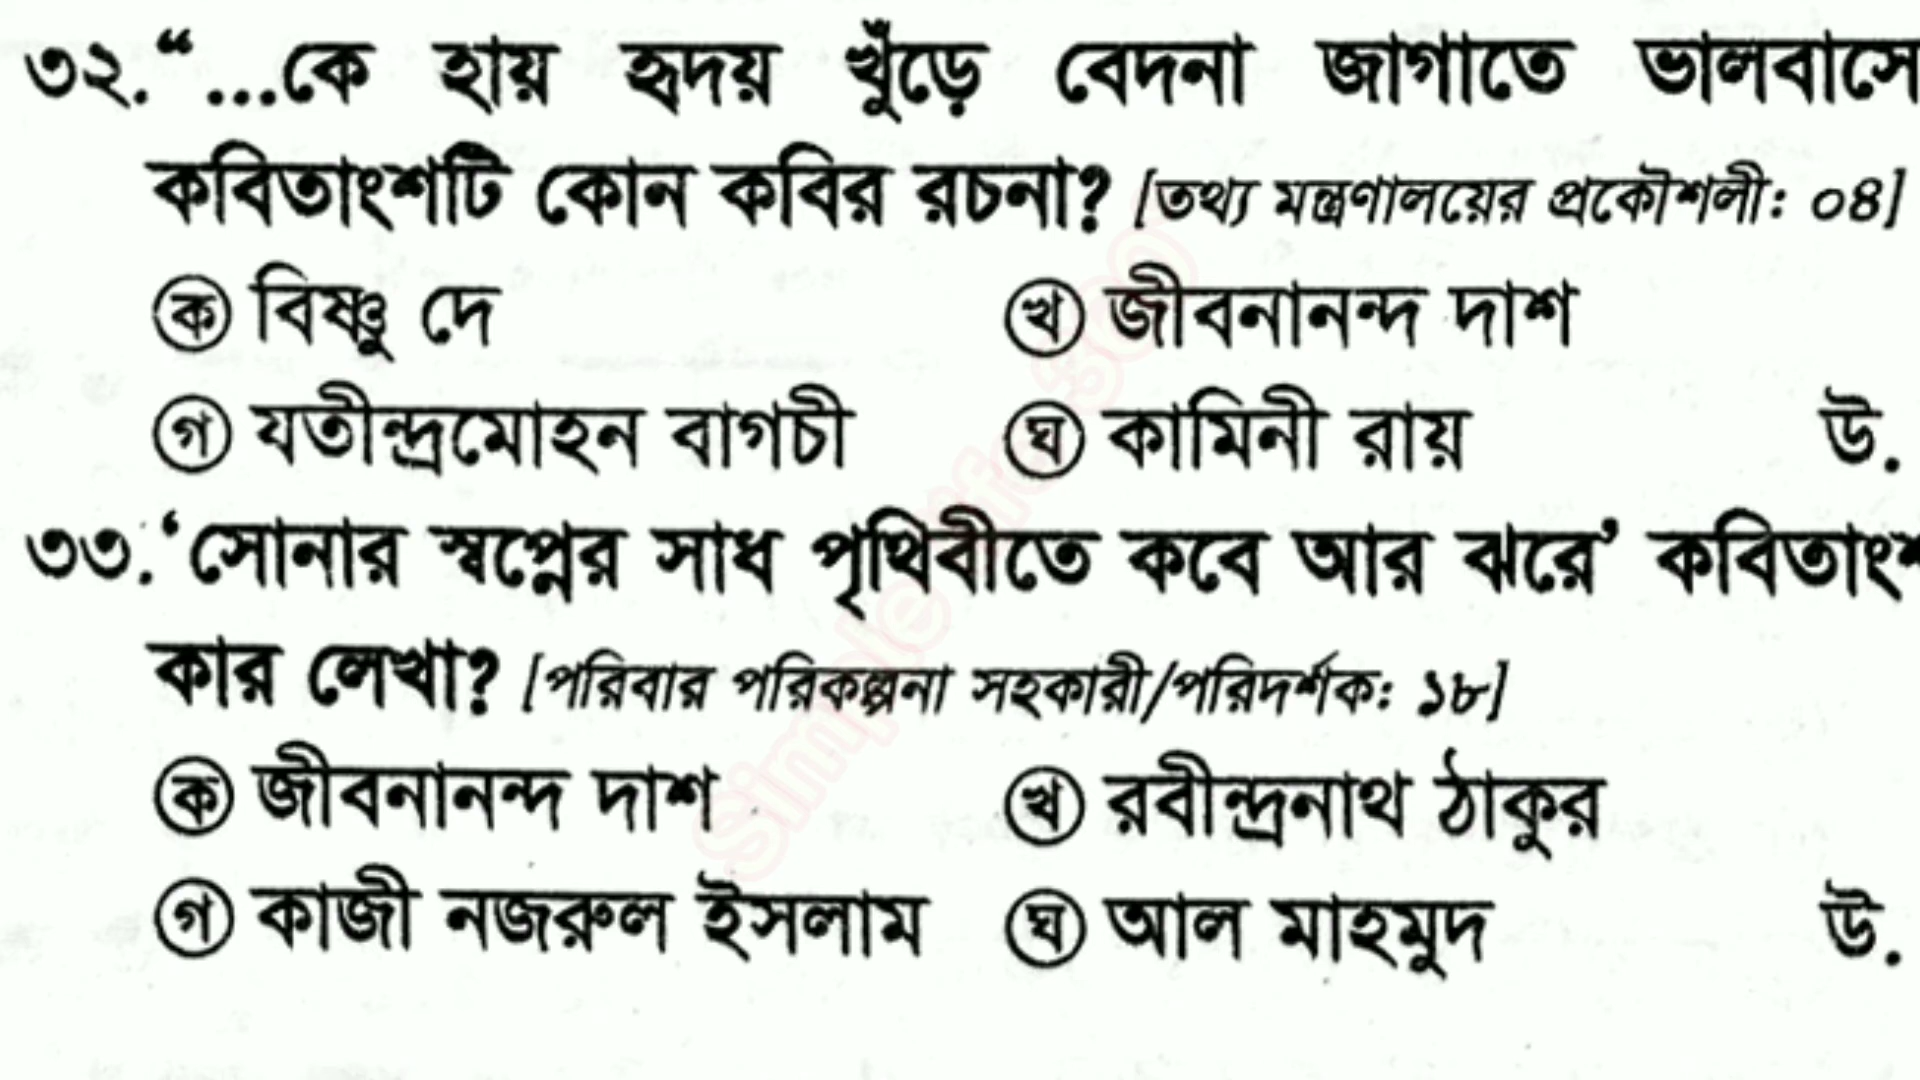 ৩২. “...কে হায় হৃদয় খুঁড়ে বেদনা জাগাতে ভালবাসে
কবিতাংশটি কোন কবির রচনা? [তথ্য মন্ত্রণালয়ের প্রকৌশলী: ০৪]
ক বিষ্ণু দে খ জীবনানন্দ দাশ
গ যতীন্দ্রমোহন বাগচী ঘ কামিনী রায় উ.
৩৩. ‘সোনার স্বপ্নের সাধ পৃথিবীতে কবে আর ঝরে’
কার লেখা? [পরিবার পরিকল্পনা সহকারী/পরিদর্শক: ১৮]
ক জীবনানন্দ দাশ খ রবীন্দ্রনাথ ঠাকুর
গ কাজী নজরুল ইসলাম ঘ আল মাহমুদ উ.